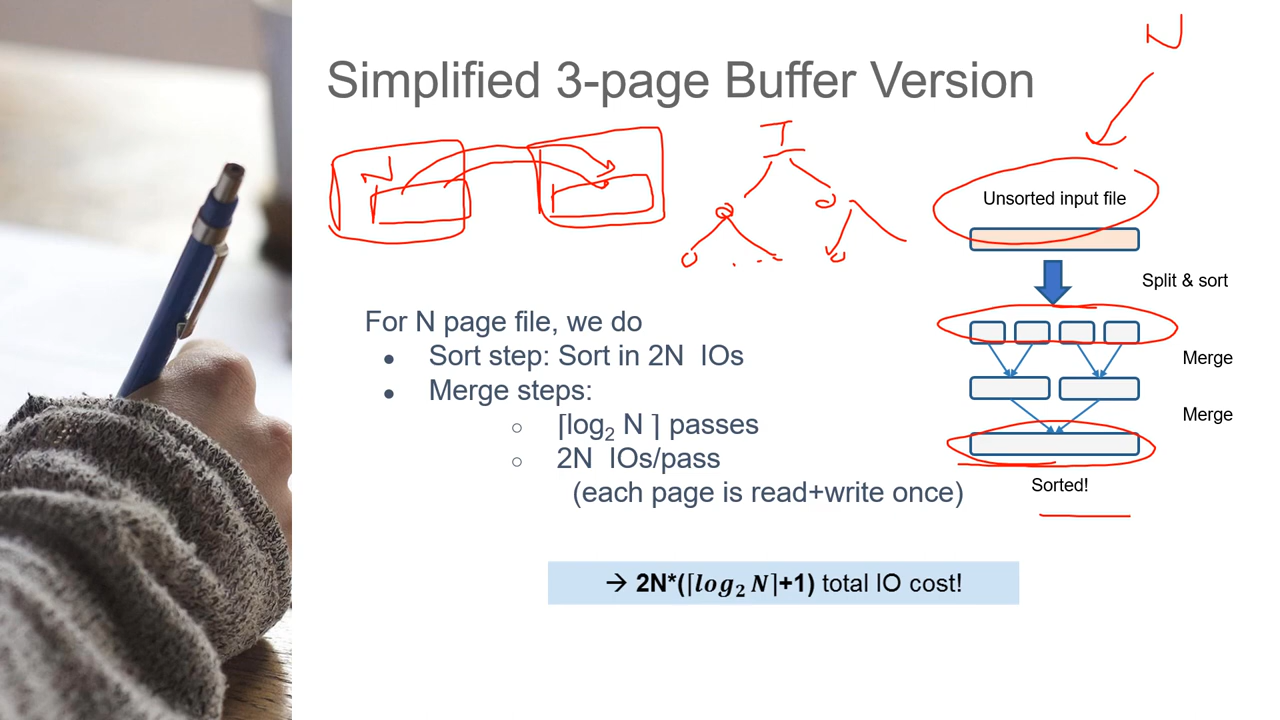 N
Simplified 3-page Buffer Version
N
T
Unsorted input file
Split & sort
For N page file, we do
● Sort step: Sort in 2N IOs
● Merge steps:
○ ⌈log₂ N ⌉ passes
○ 2N IOs/pass
(each page is read+write once)
Merge
Merge
Sorted!
→ 2N*(⌈log₂ N⌉+1) total IO cost!